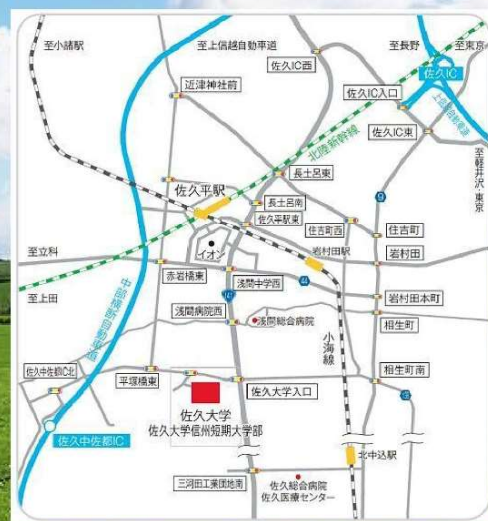 至小諸駅
至上信越自動車道
佐久IC西
至長野
至東京
佐久IC
近津神社前
佐久IC入口
上信越自動車道
佐久IC東
北陸新幹線
至軽井沢・東京
長土呂東
佐久平駅
長土呂南
佐久平駅東
住吉町西
住吉町
イオン
岩村田駅
岩村田
至立科
赤岩橋東
浅間中学西
44
岩村田本町
至上田
141
中部横断自動車道
浅間病院西
浅間総合病院
相生町
小海線
佐久中佐都IC北
平塚橋東
佐久大学入口
相生町南
佐久大学
佐久大学信州短期大学部
佐久中佐都IC
北中込駅
三河田工業団地南
佐久総合病院
佐久医療センター